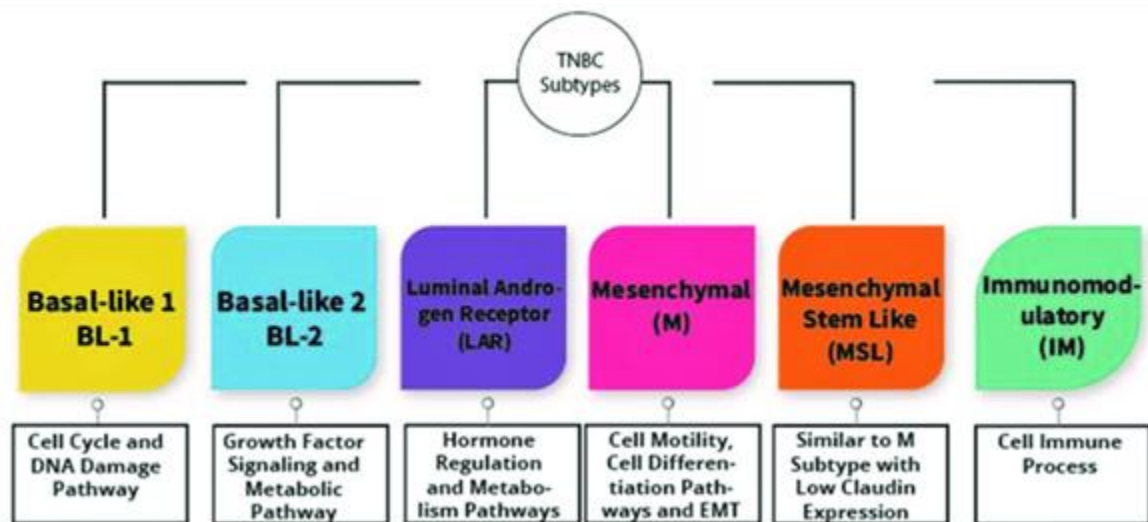 TNBC
Subtypes
Basal-like 1
BL-1
Basal-like 2
BL-2
Luminal Andro-
gen Receptor
(LAR)
Mesenchymal
(M)
Mesenchymal
Stem Like
(MSL)
Immunomod-
ulatory
(IM)
Cell Cycle and
DNA Damage
Pathway
Growth Factor
Signaling and
Metabolic
Pathway
Hormone
Regulation
and Metabo-
lism Pathways
Cell Motility,
Cell Differen-
tiation Path-
ways and EMT
Similar to M
Subtype with
Low Claudin
Expression
Cell Immune
Process